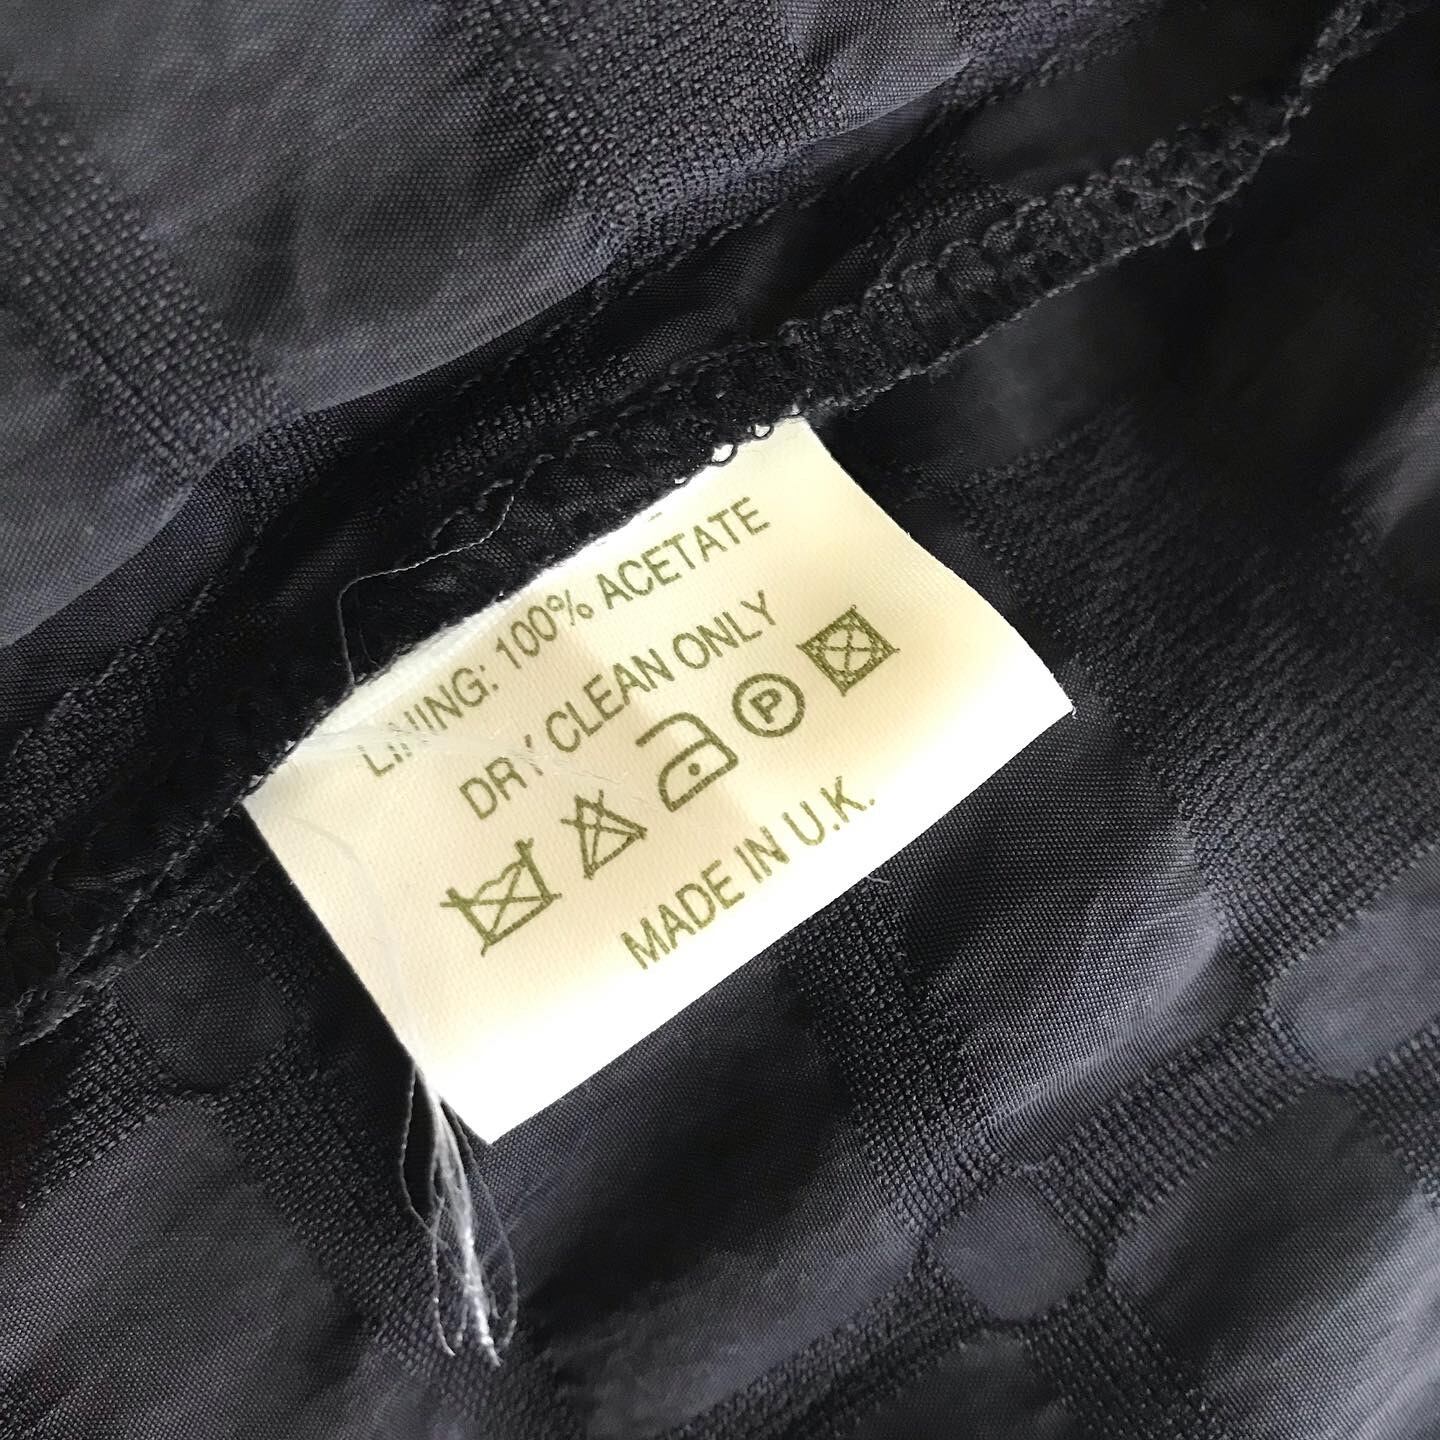 LINING: 100% ACETATE
DRY CLEAN ONLY
P
MADE IN U.K.